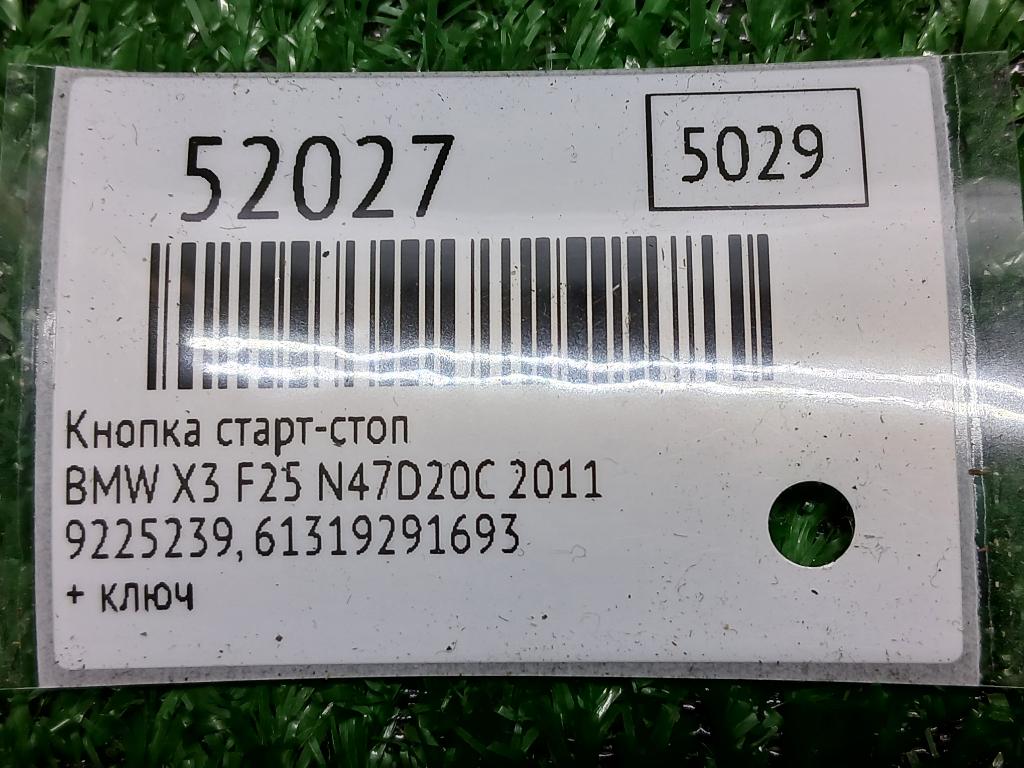 52027
5029
Кнопка старт-стоп
BMW X3 F25 N47D20C 2011
9225239, 61319291693
+ ключ